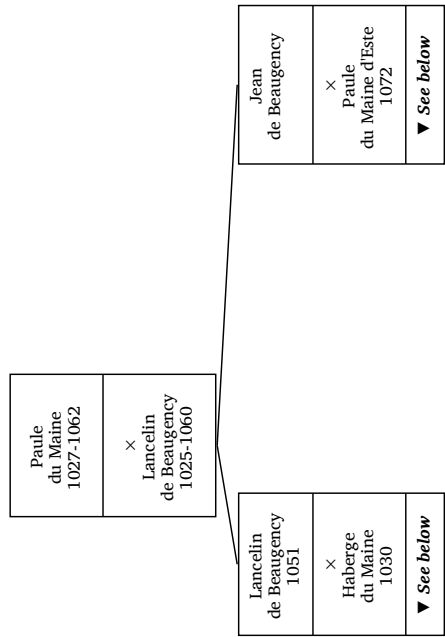 Paule
du Maine
1027-1062
×
Lancelin
de Beaugency
1025-1060
Lancelin
de Beaugency
1051
×
Haberge
du Maine
1030
▼ See below
Jean
de Beaugency
×
Paule
du Maine d'Este
1072
▼ See below